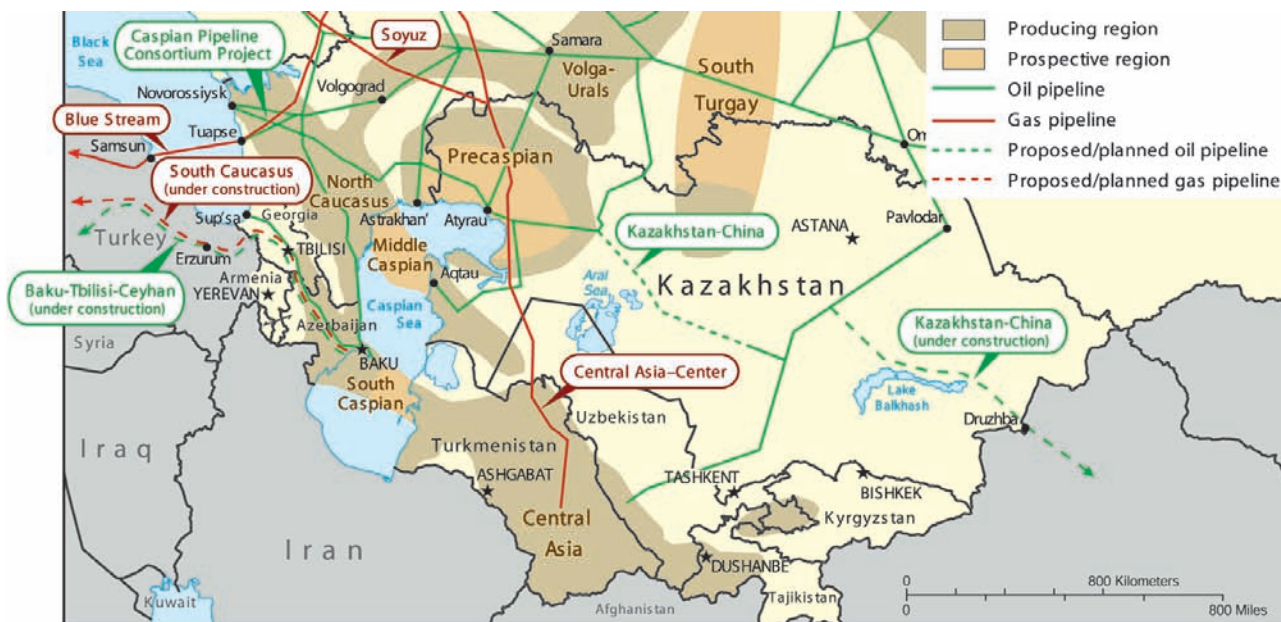 Black
Sea
Caspian Pipeline
Consortium Project
Soyuz
Samara
Volga-
Urals
South
Turgay
Volgograd
Novorossiysk
Blue Stream
Tuapse
Samsun
Precaspian
South Caucasus
(under construction)
North
Caucasus
Sup'sa
Georgia
Astrakhan'
Atyrau
Turkey
Erzurum
TBILISI
Middle
Caspian
Aqtau
Kazakhstan-China
ASTANA
Pavlodar
Om
Aral
Sea
Kazakhstan
Baku-Tbilisi-Ceyhan
(under construction)
Armenia
YEREVAN
Azerbaijan
Caspian
Sea
Syria
BAKU
South
Caspian
Central Asia–Center
Kazakhstan-China
(under construction)
Lake
Balkhash
Druzhba
Uzbekistan
Turkmenistan
Iraq
ASHGABAT
TASHKENT
BISHKEK
Kyrgyzstan
Central
Asia
Iran
DUSHANBE
Tajikistan
Kuwait
Afghanistan
Producing region
Prospective region
Oil pipeline
Gas pipeline
Proposed/planned oil pipeline
Proposed/planned gas pipeline
0 800 Kilometers
0 800 Miles